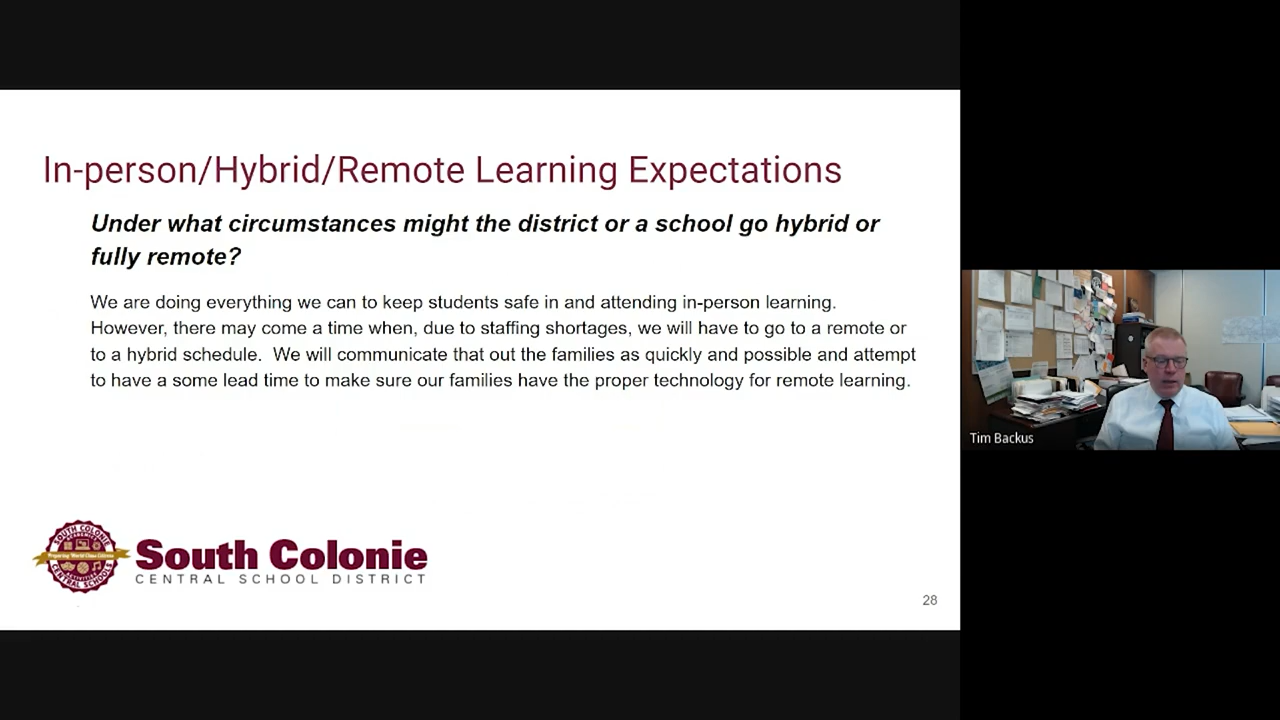 In-person/Hybrid/Remote Learning Expectations
Under what circumstances might the district or a school go hybrid or
fully remote?
We are doing everything we can to keep students safe in and attending in-person learning.
However, there may come a time when, due to staffing shortages, we will have to go to a remote or
to a hybrid schedule.  We will communicate that out the families as quickly and possible and attempt
to have a some lead time to make sure our families have the proper technology for remote learning.
SOUTH COLONIE
CENTRAL SCHOOLS
South Colonie
CENTRAL SCHOOL DISTRICT
28
Tim Backus